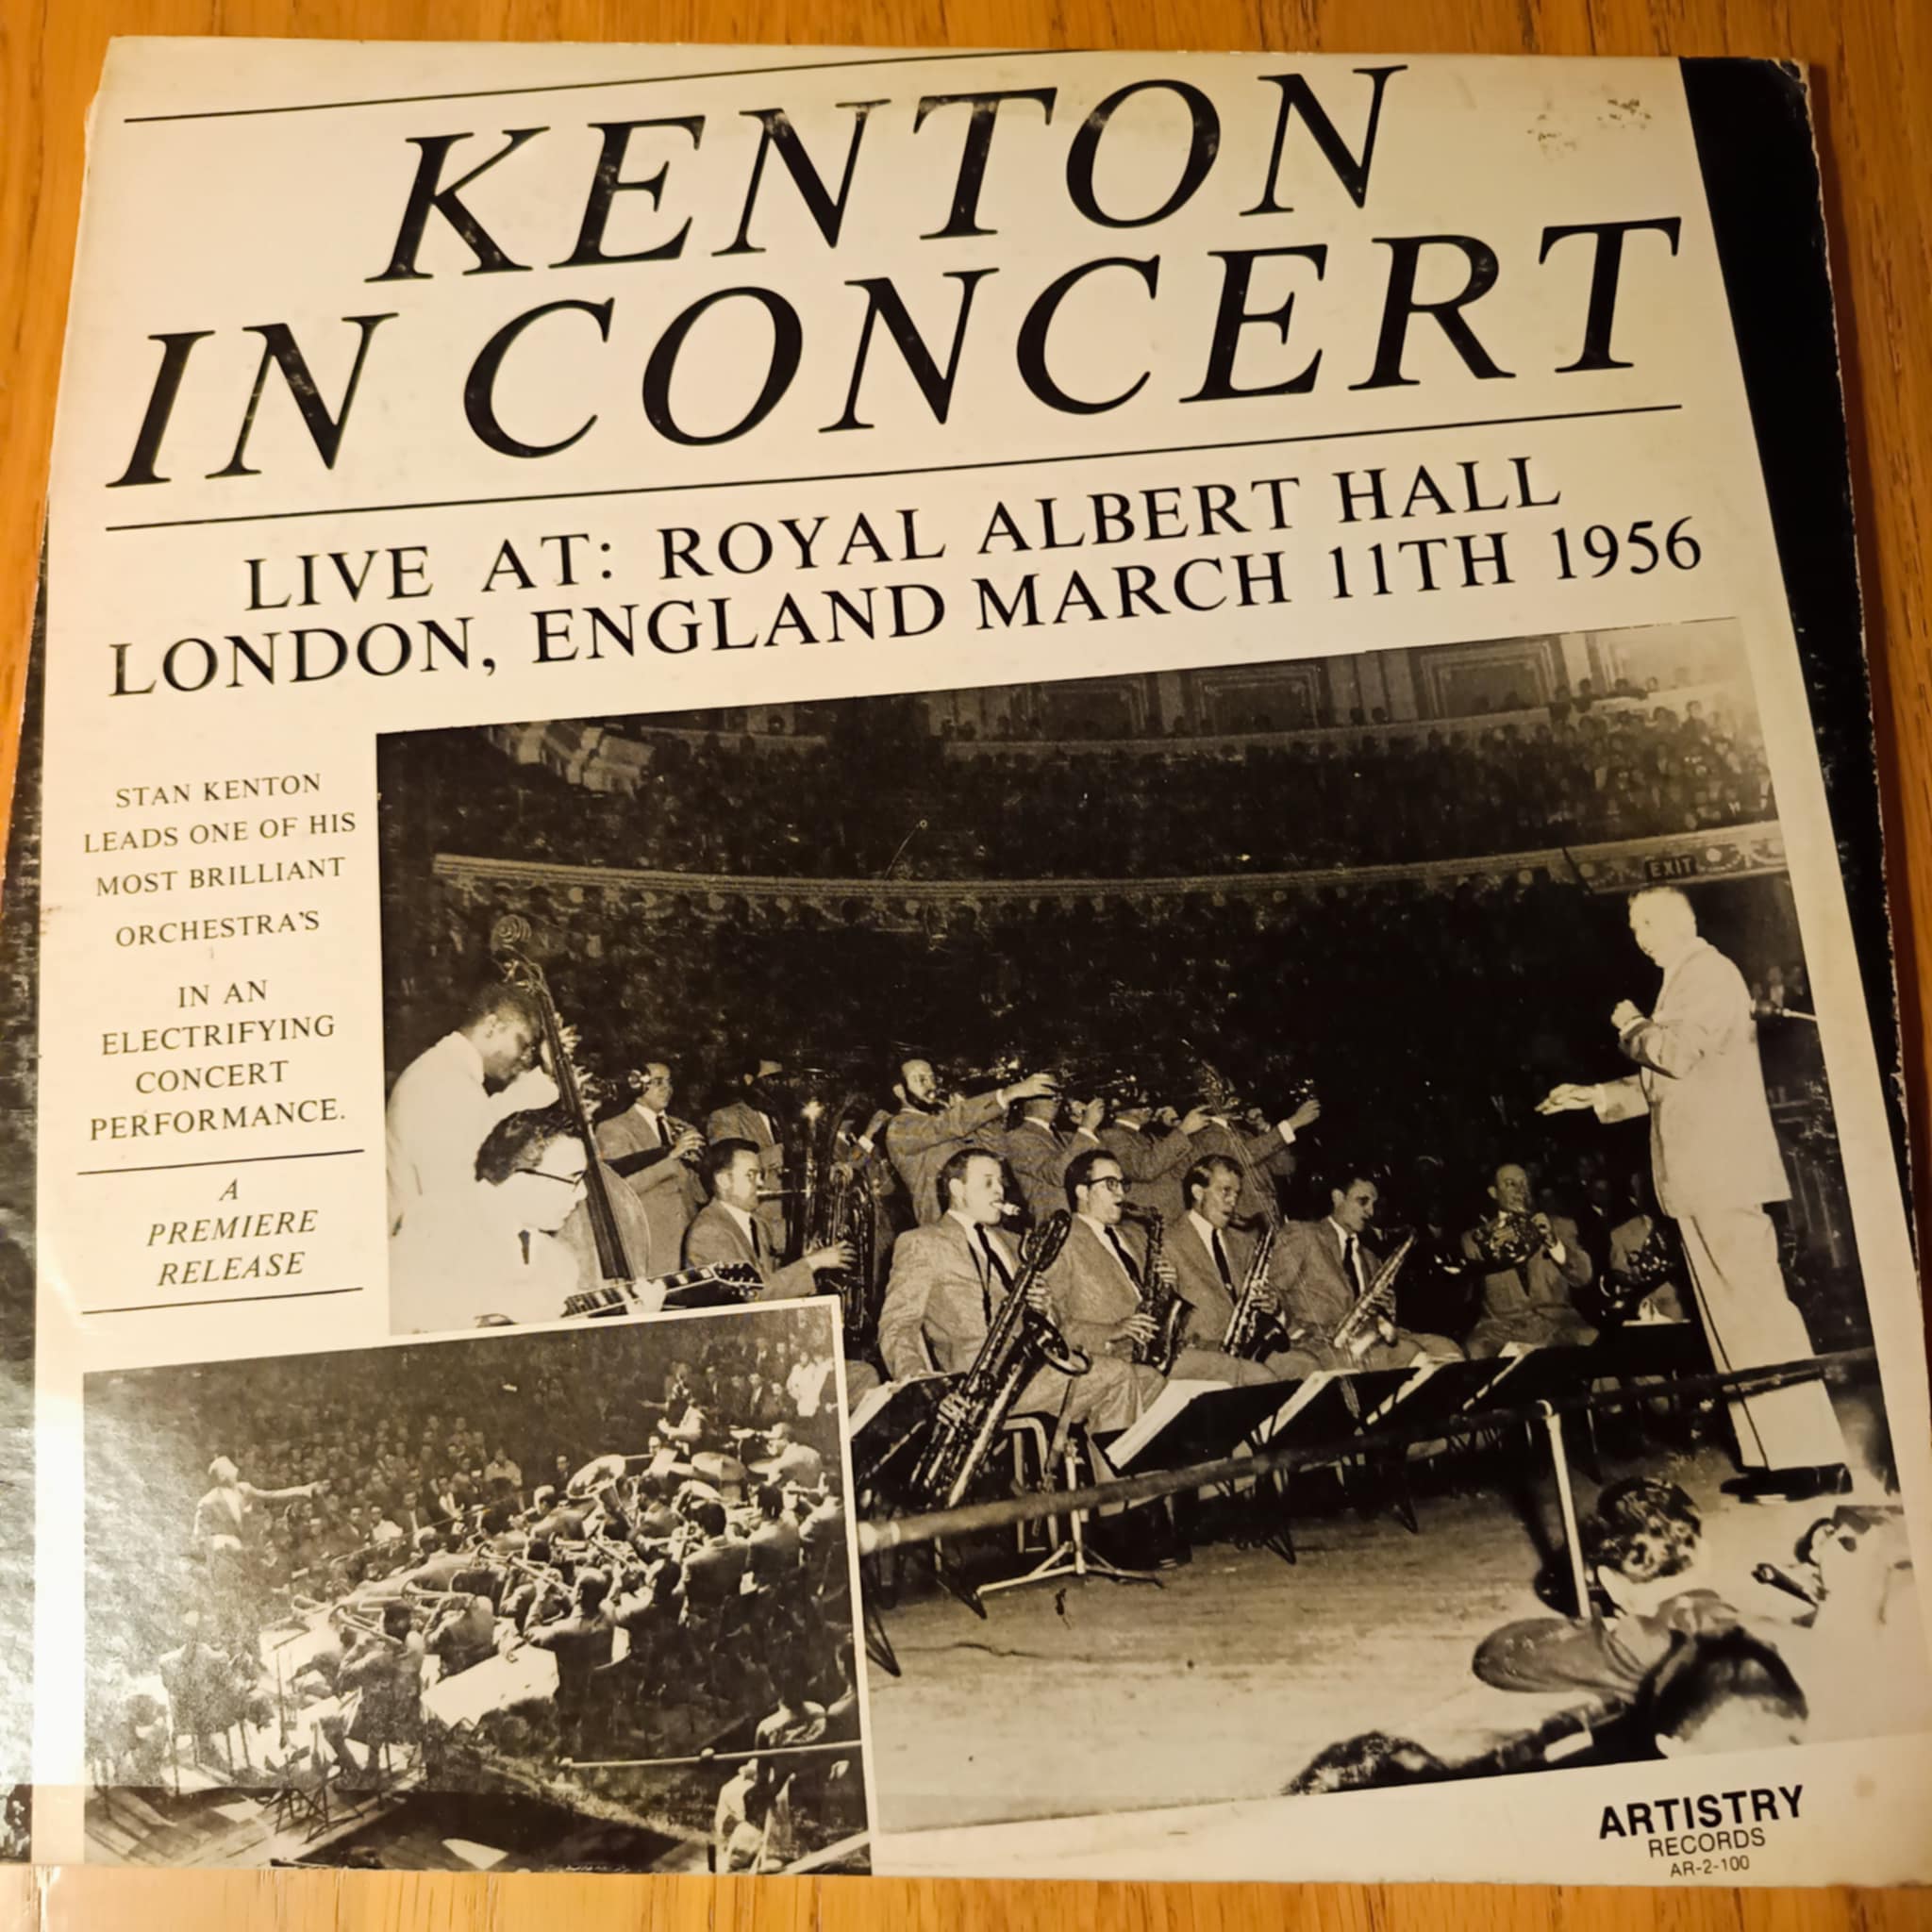 KENTON
IN CONCERT
LIVE AT: ROYAL ALBERT HALL
LONDON, ENGLAND MARCH 11TH 1956
STAN KENTON
LEADS ONE OF HIS
MOST BRILLIANT
ORCHESTRA'S
IN AN
ELECTRIFYING
CONCERT
PERFORMANCE.
A
PREMIERE
RELEASE
EXIT
ARTISTRY
RECORDS
AR-2-100